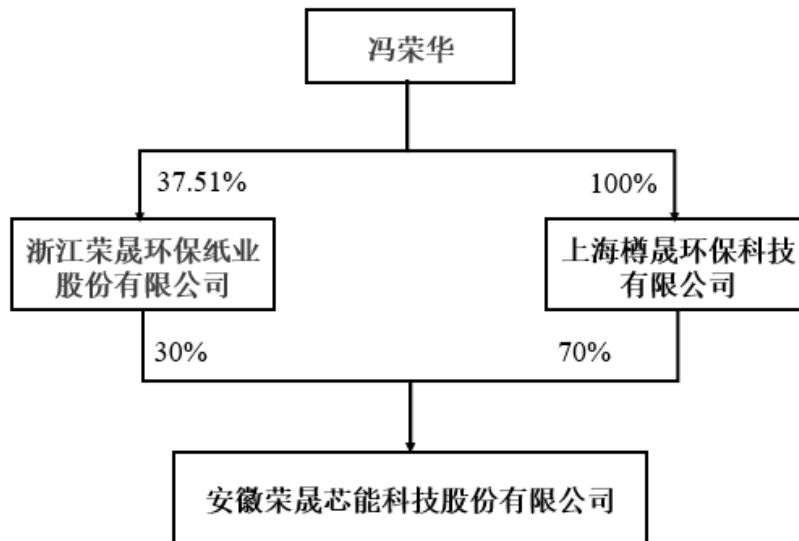 冯荣华
37.51%
100%
浙江荣晟环保纸业
股份有限公司
上海樽晟环保科技
有限公司
30%
70%
安徽荣晟芯能科技股份有限公司